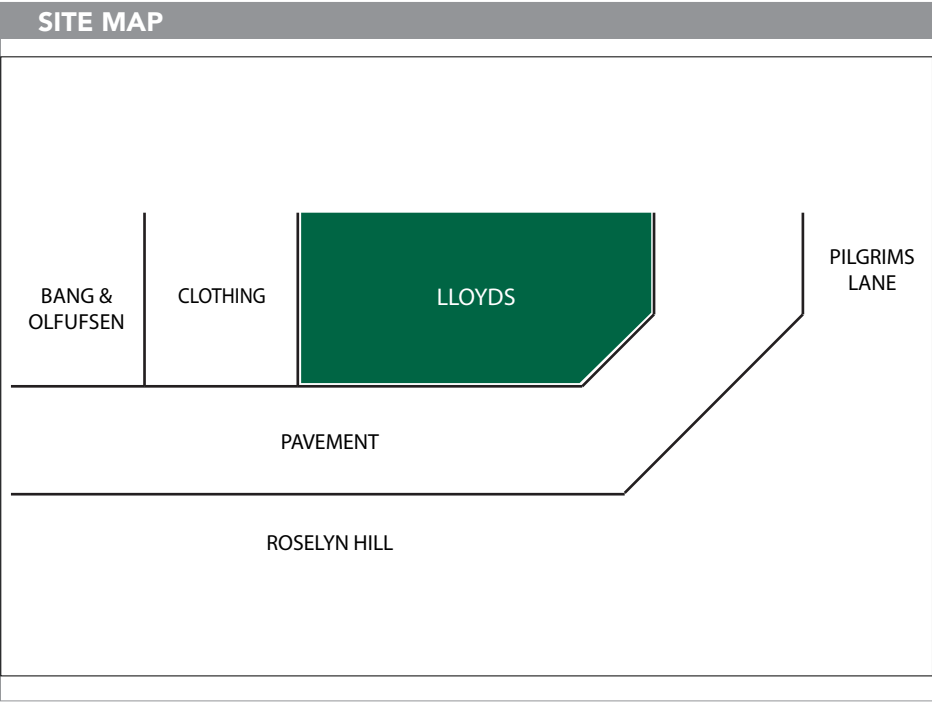 SITE MAP
BANG &
OLFUFSEN
CLOTHING
LLOYDS
PILGRIMS
LANE
PAVEMENT
ROSELYN HILL